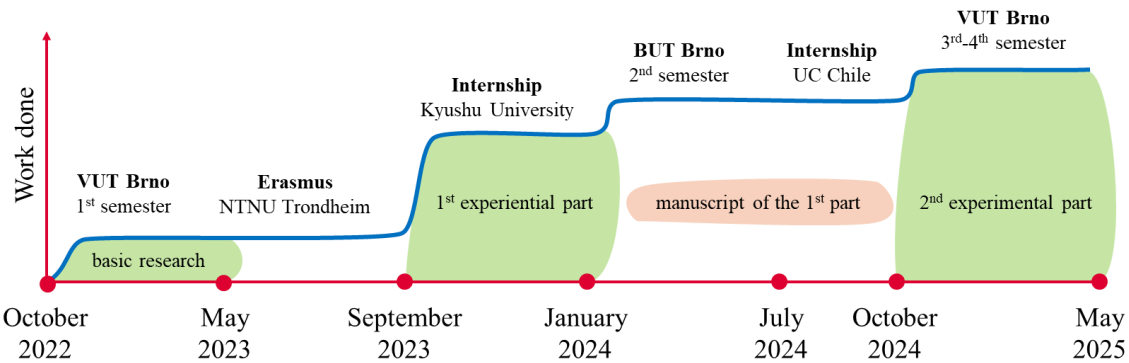 Work done
VUT Brno
1st semester
Erasmus
NTNU Trondheim
Internship
Kyushu University
BUT Brno
2nd semester
Internship
UC Chile
VUT Brno
3rd-4th semester
basic research
1st experiential part
manuscript of the 1st part
2nd experimental part
October
2022
May
2023
September
2023
January
2024
July
2024
October
2024
May
2025